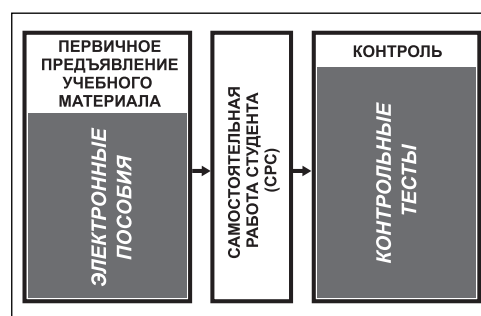 ПЕРВИЧНОЕ
ПРЕДЪЯВЛЕНИЕ
УЧЕБНОГО
МАТЕРИАЛА
ЭЛЕКТРОННЫЕ
ПОСОБИЯ
САМОСТОЯТЕЛЬНАЯ
РАБОТА СТУДЕНТА
(СРС)
КОНТРОЛЬ
КОНТРОЛЬНЫЕ
ТЕСТЫ